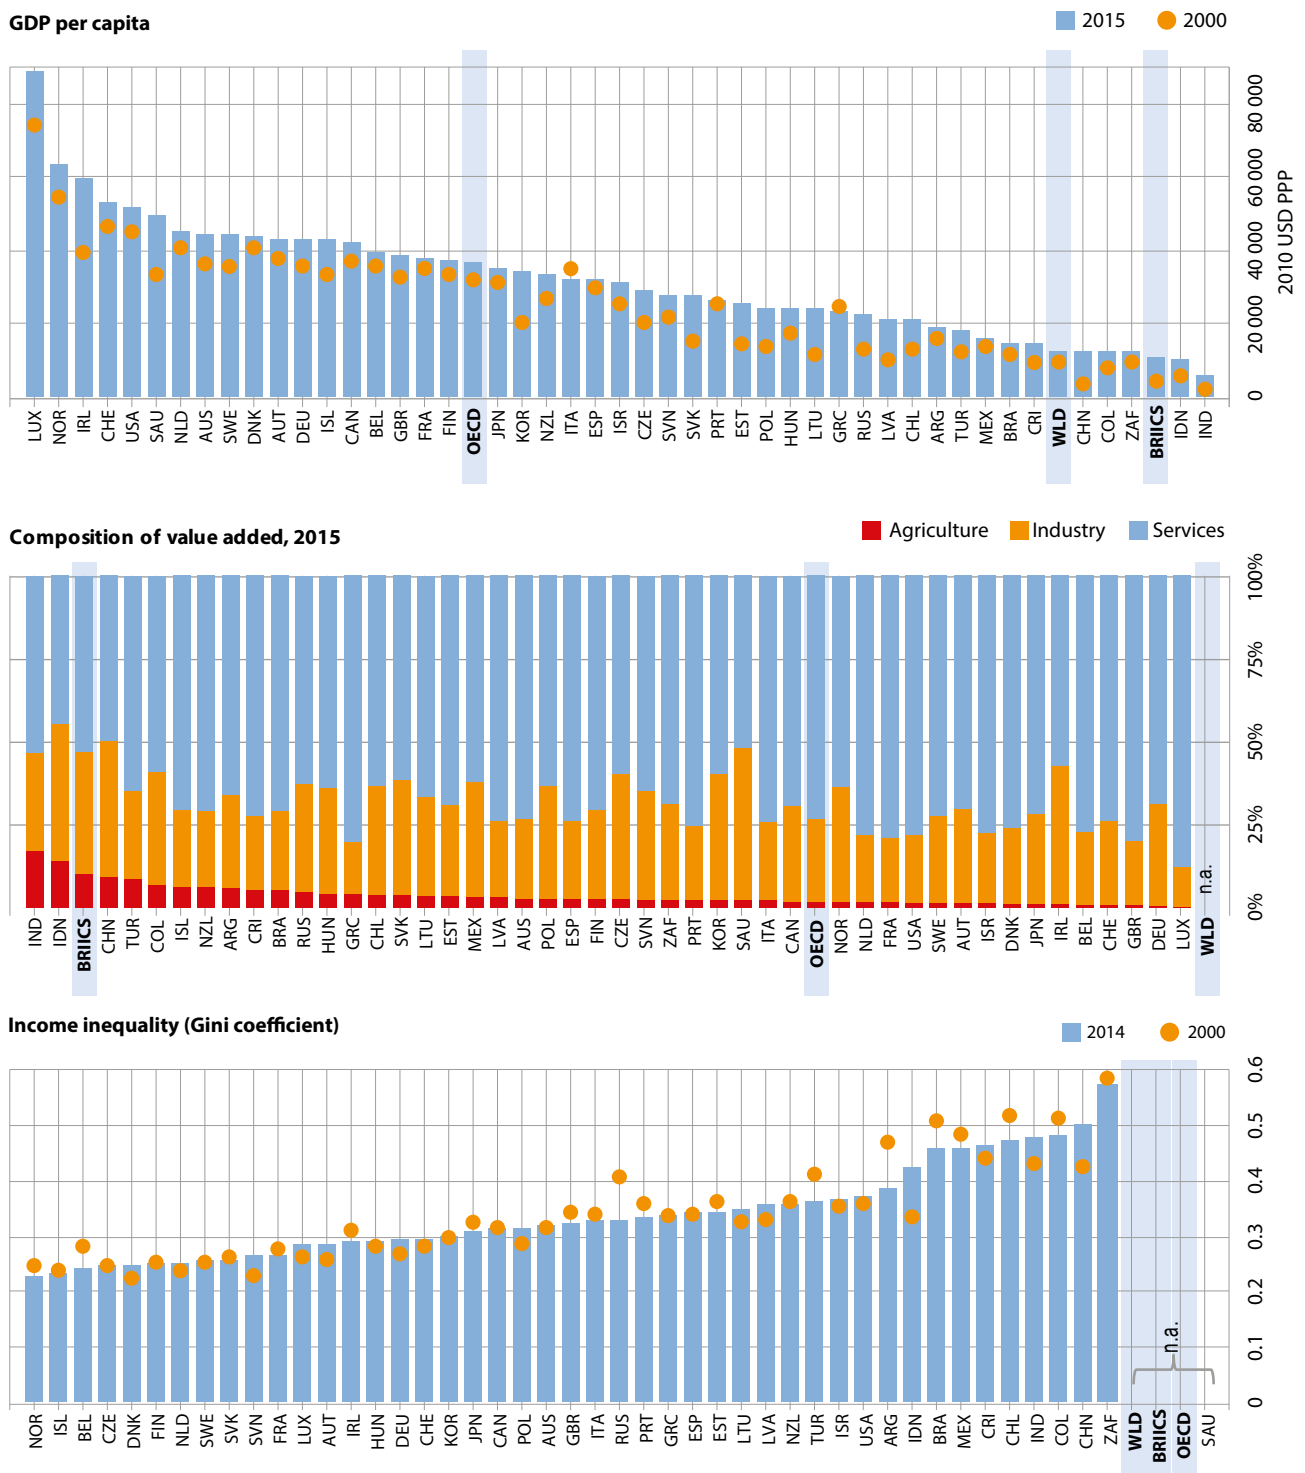 GDP per capita
2015 2000
80 000
60 000
40 000
20 000
0
2010 USD PPP
LUX NOR IRL CHE USA SAU NLD AUS SWE DNK AUT DEU ISL CAN BEL GBR FRA FIN OECD JPN KOR NZL ITA ESP ISR CZE SVN SVK PRT EST POL HUN LTU GRC RUS LVA CHL ARG TUR MEX BRA CRI WLD CHN COL ZAF BRIICS IDN IND
Composition of value added, 2015
Agriculture Industry Services
100%
75%
50%
25%
0%
n.a.
IND IDN BRIICS CHN TUR COL ISL NZL ARG CRI BRA RUS HUN GRC CHL SVK LTU EST MEX LVA AUS POL ESP FIN CZE SVN ZAF PRT KOR SAU ITA CAN OECD NOR NLD FRA USA SWE AUT ISR DNK JPN IRL BEL CHE GBR DEU LUX WLD
Income inequality (Gini coefficient)
2014 2000
0.6
0.5
0.4
0.3
0.2
0.1
0
n.a.
NOR ISL BEL CZE DNK FIN NLD SWE SVK SVN FRA LUX AUT IRL HUN DEU CHE KOR JPN CAN POL AUS GBR ITA RUS PRT GRC ESP EST LTU LVA NZL TUR ISR USA ARG IDN BRA MEX CRI CHL IND COL CHN ZAF WLD BRIICS OECD SAU